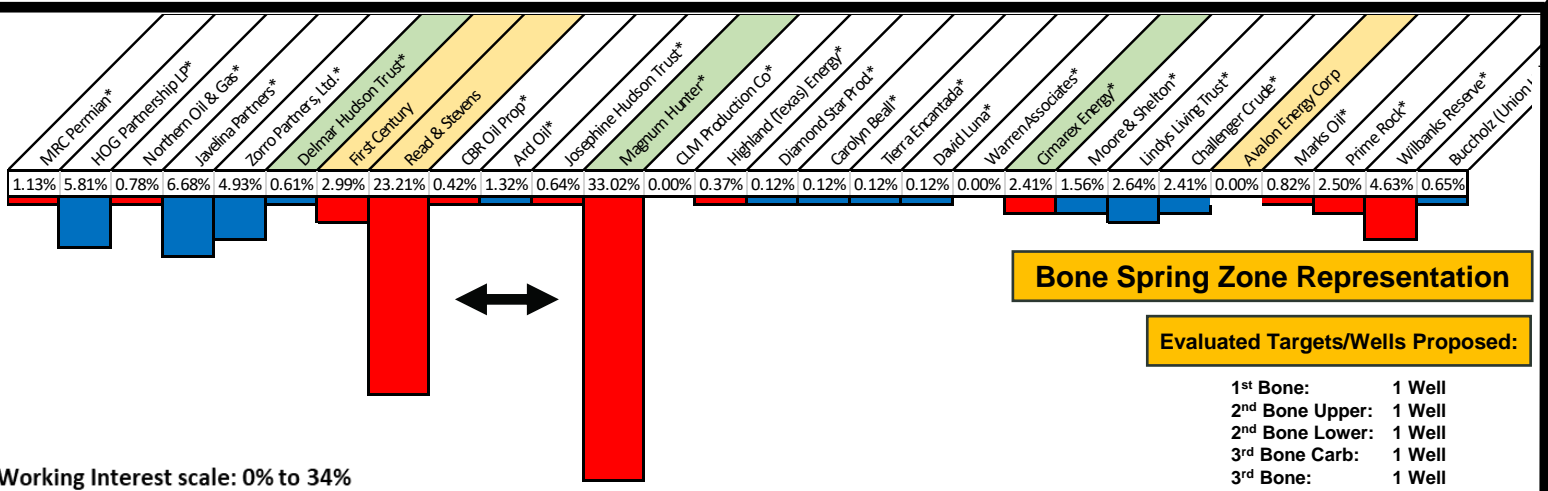 MRC Permian*
HOG Partnership LP*
Northern Oil & Gas*
Javelina Partners*
Zorro Partners, Ltd.*
Delmar Hudson Trust*
First Century
Read & Stevens
CBR Oil Prop*
Ard Oil*
Josephine Hudson Trust*
Magnum Hunter*
CLM Production Co*
Highland (Texas) Energy*
Diamond Star Prod*
Carolyn Beall*
Tierra Encantada*
David Luna*
Warren Associates*
Cimarex Energy*
Moore & Shelton*
Lindys Living Trust*
Challenger Crude*
Avalon Energy Corp
Marks Oil*
Prime Rock*
Wilbanks Reserve*
Buccholz (Union
1.13% 5.81% 0.78% 6.68% 4.93% 0.61% 2.99% 23.21% 0.42% 1.32% 0.64% 33.02% 0.00% 0.37% 0.12% 0.12% 0.12% 0.12% 0.00% 2.41% 1.56% 2.64% 2.41% 0.00% 0.82% 2.50% 4.63% 0.65%
Bone Spring Zone Representation
Evaluated Targets/Wells Proposed:
1st Bone: 1 Well
2nd Bone Upper: 1 Well
2nd Bone Lower: 1 Well
3rd Bone Carb: 1 Well
3rd Bone: 1 Well
Working Interest scale: 0% to 34%